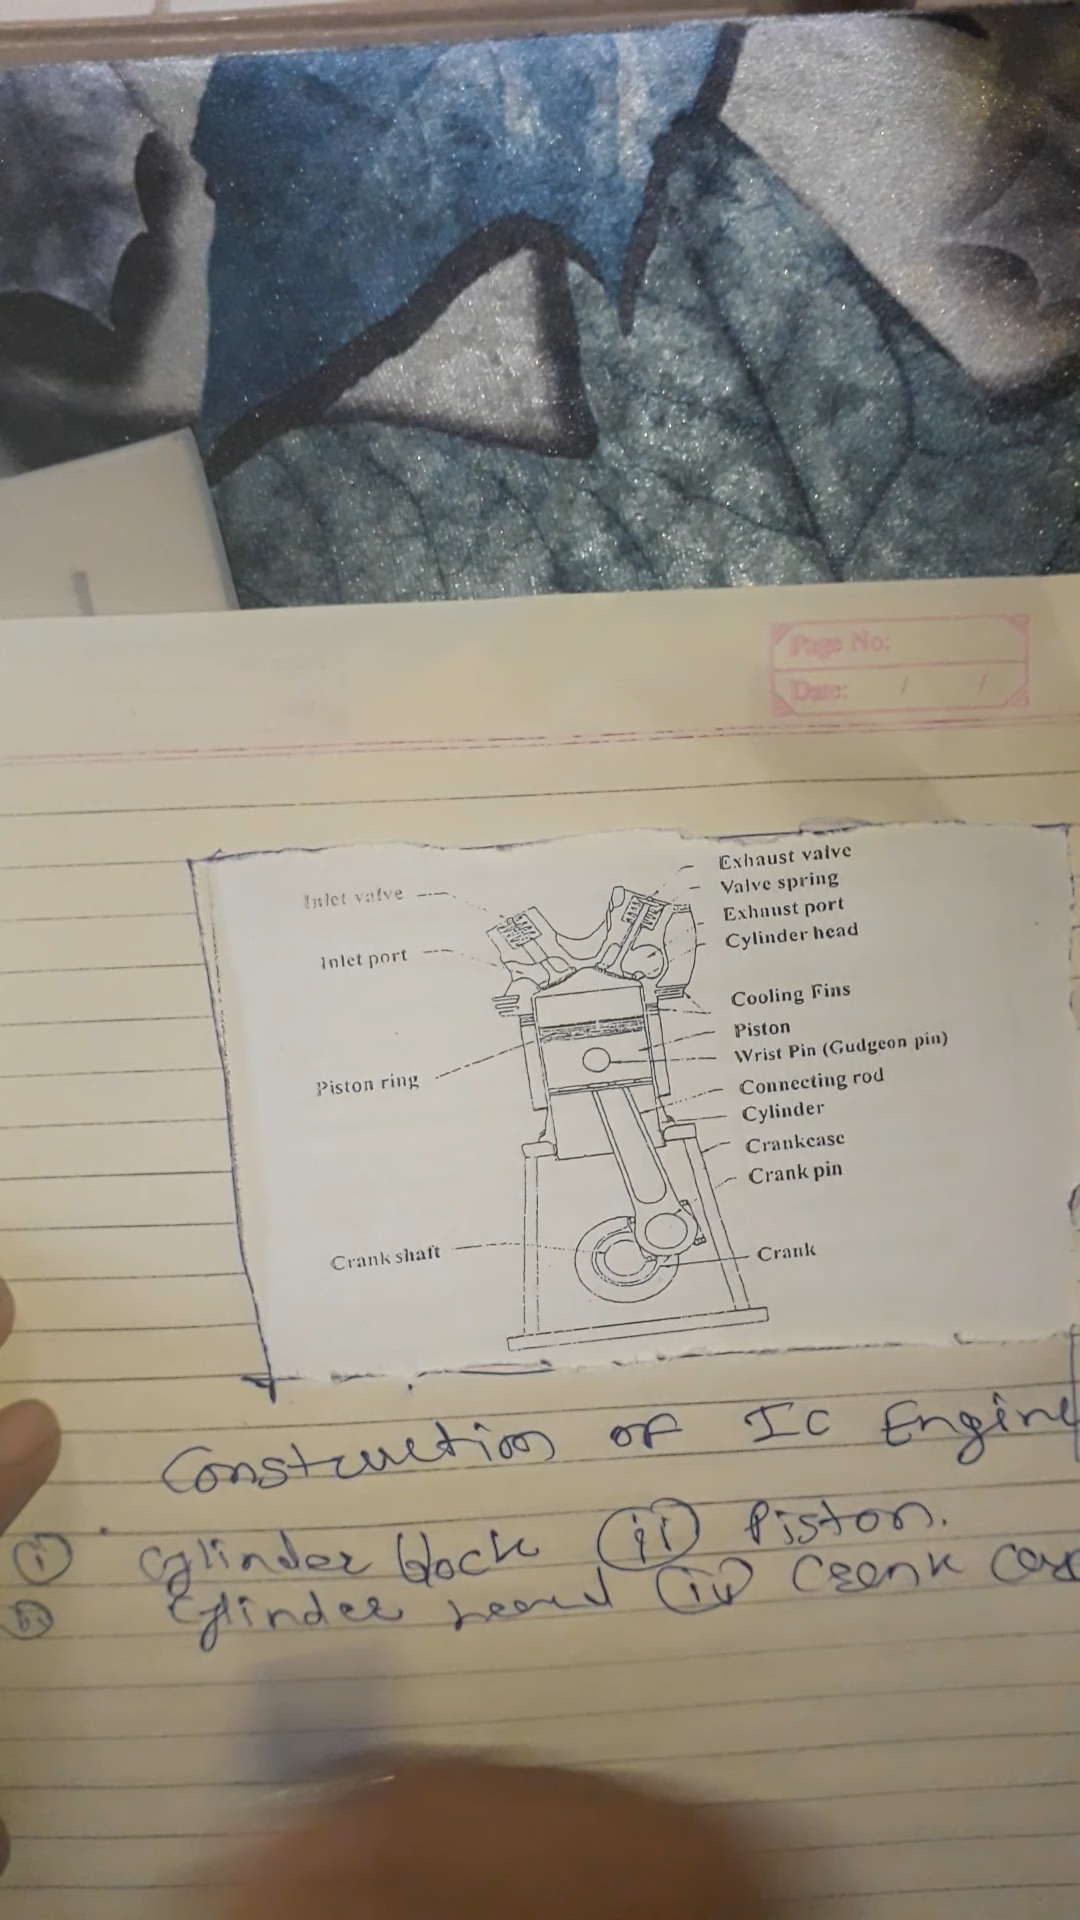 Page No:
Date: / /
Exhaust valve
Inlet valve
Valve spring
Exhaust port
Cylinder head
Inlet port
Cooling Fins
Piston
Wrist Pin (Gudgeon pin)
Piston ring
Connecting rod
Cylinder
Crankcase
Crank pin
Crank shaft
Crank
Construction of IC Engine
(i) Cylinder block (ii) Piston.
Cylinder head (iv) Crank